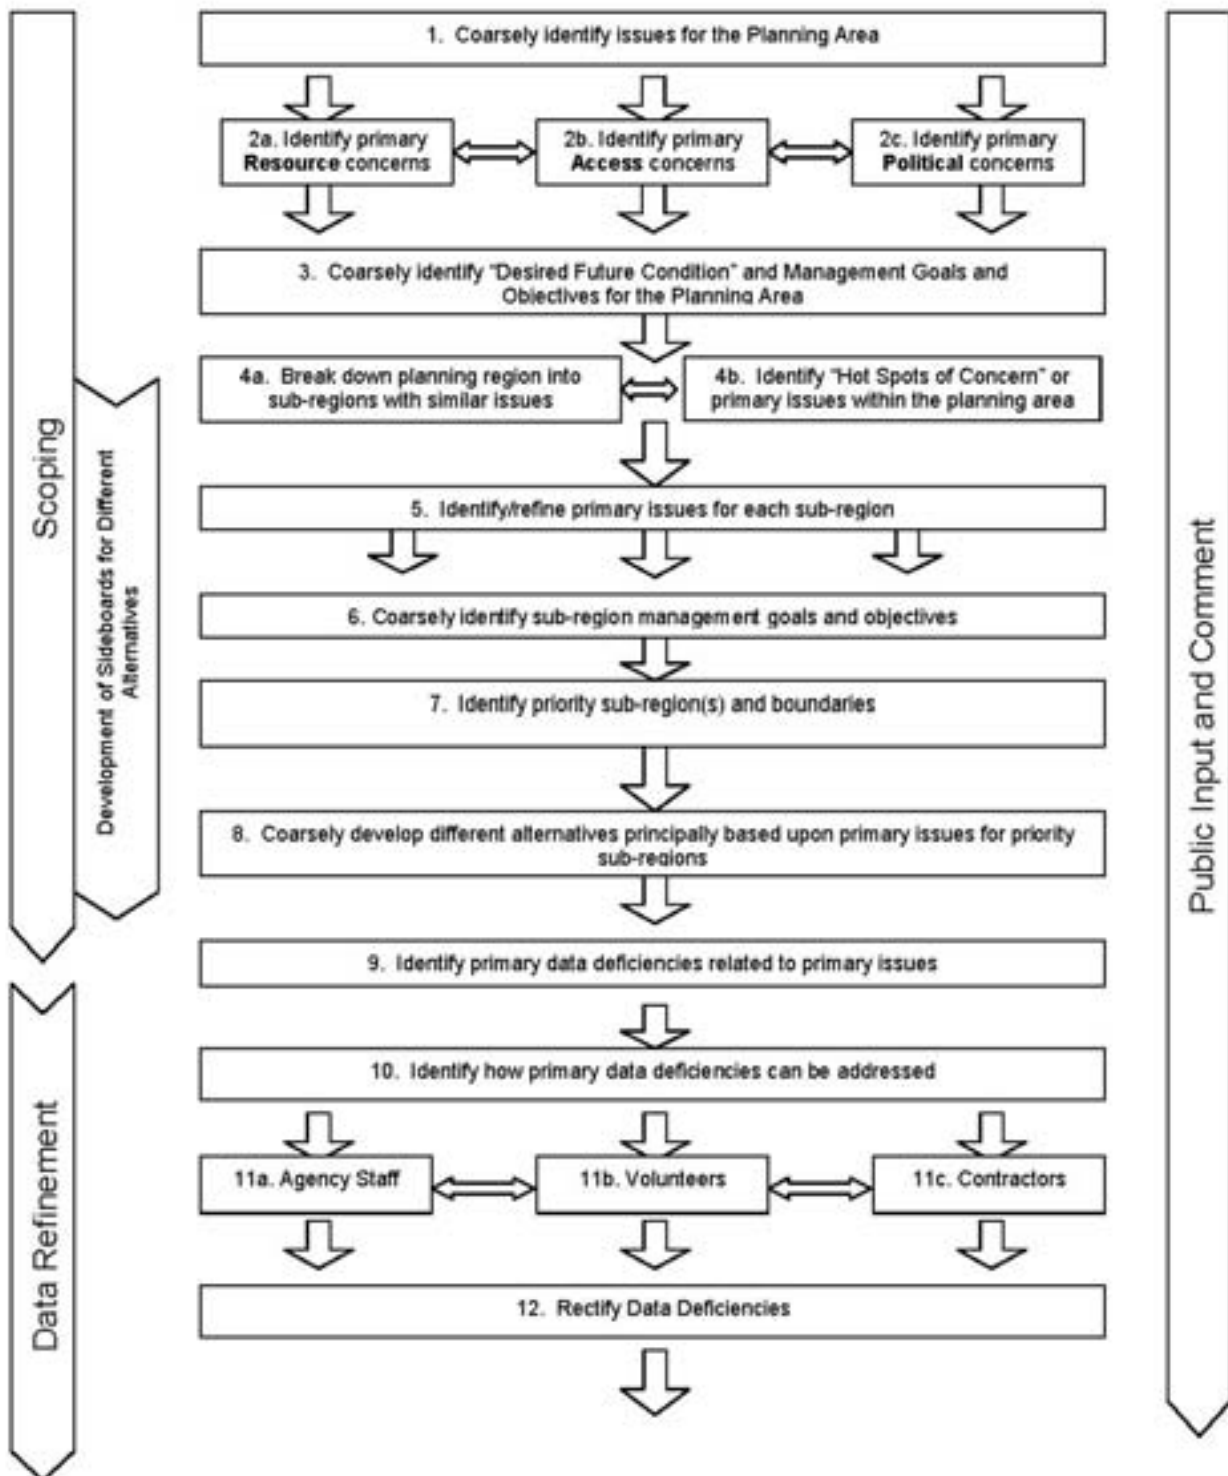 1. Coarsely identify issues for the Planning Area
2a. Identify primary
Resource concerns
2b. Identify primary
Access concerns
2c. Identify primary
Political concerns
3. Coarsely identify "Desired Future Condition" and Management Goals and
Objectives for the Planning Area
4a. Break down planning region into
sub-regions with similar issues
4b. Identify "Hot Spots of Concern" or
primary issues within the planning area
5. Identify/refine primary issues for each sub-region
6. Coarsely identify sub-region management goals and objectives
7. Identify priority sub-region(s) and boundaries
8. Coarsely develop different alternatives principally based upon primary issues for priority
sub-regions
9. Identify primary data deficiencies related to primary issues
10. Identify how primary data deficiencies can be addressed
11a. Agency Staff
11b. Volunteers
11c. Contractors
12. Rectify Data Deficiencies
Scoping
Development of Sideboards for Different
Alternatives
Data Refinement
Public Input and Comment